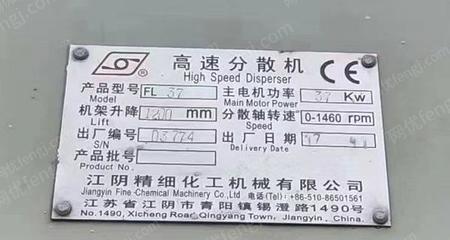 高速分散机
High Speed Disperser
CE
产品型号 FL 37 主电机功率 37 Kw
Model Main Motor Power
机架升降 1200 mm 分散轴转速 0-1460 rpm
Lift
出厂编号 03774 出厂日期 17
S/N Delivery Date
产品批号
Product No.
江阴精细化工机械有限公司
Jiangyin Fine Chemical Machinery Co., Ltd 电话(Tel): +86-510-86501561
江苏省江阴市青阳镇锡澄路1490号
No.1490, Xicheng Road Qingyang Town, Jiangyin, China.